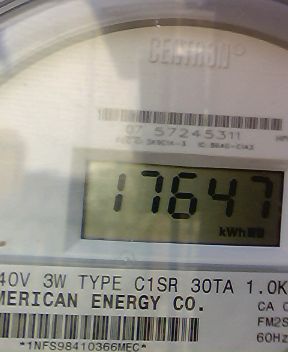 CENTRON®
07 57245311
17647
kWh
40V 3W TYPE C1SR 30TA 1.0K
MERICAN ENERGY CO.
CA
FM2S
60Hz
*1NFS98410366MEC*